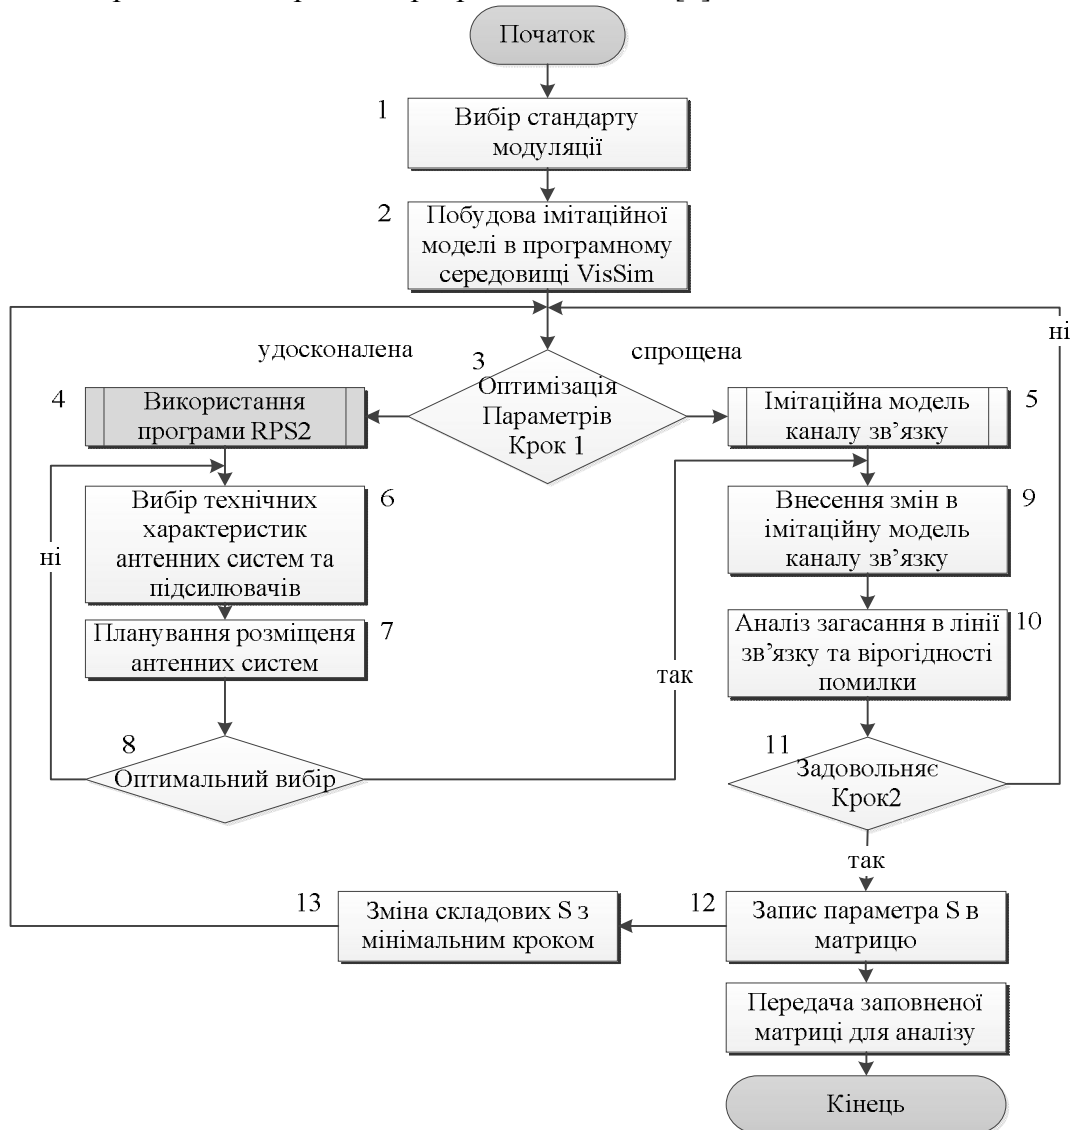 Початок
1
Вибір стандарту
модуляції
2
Побудова імітаційної
моделі в програмному
середовищі VisSim
ні
удосконалена
спрощена
3
Оптимізація
Параметрів
Крок 1
4
Використання
програми RPS2
Імітаційна модель
каналу зв’язку
5
6
Вибір технічних
характеристик
антенних систем та
підсилювачів
ні
Внесення змін в
імітаційну модель
каналу зв’язку
9
Планування розміщеня
антенних систем
7
Аналіз загасання в лінії
зв’язку та вірогідності
помилки
10
так
8
Оптимальний вибір
11
Задовольняє
Крок2
так
13
Зміна складових S з
мінімальним кроком
12
Запис параметра S в
матрицю
Передача заповненої
матриці для аналізу
Кінець